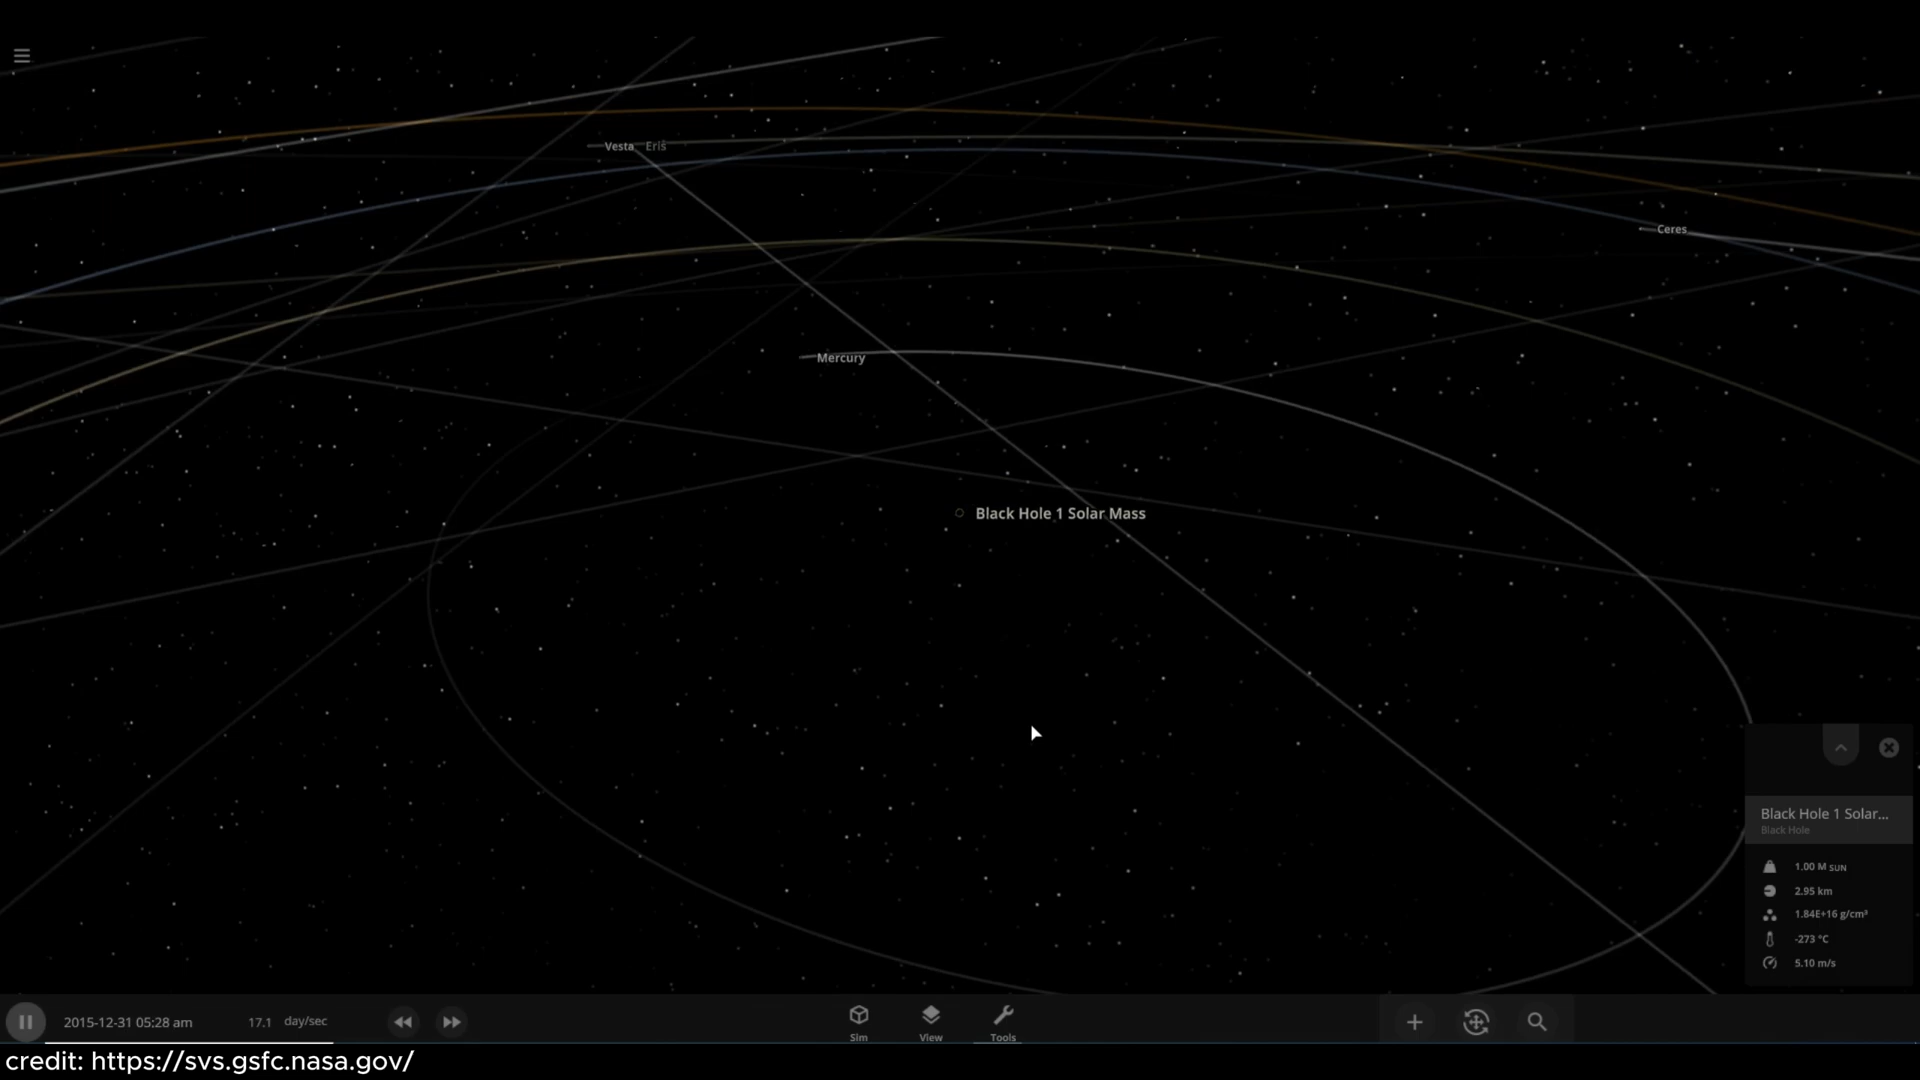 Vesta Eris
Ceres
Mercury
Black Hole 1 Solar Mass
Black Hole 1 Solar...
Black Hole
1.00 M SUN
2.95 km
1.84E+16 g/cm³
-273 °C
5.10 m/s
2015-12-31 05:28 am 17.1 day/sec
Sim View Tools
credit: https://svs.gsfc.nasa.gov/